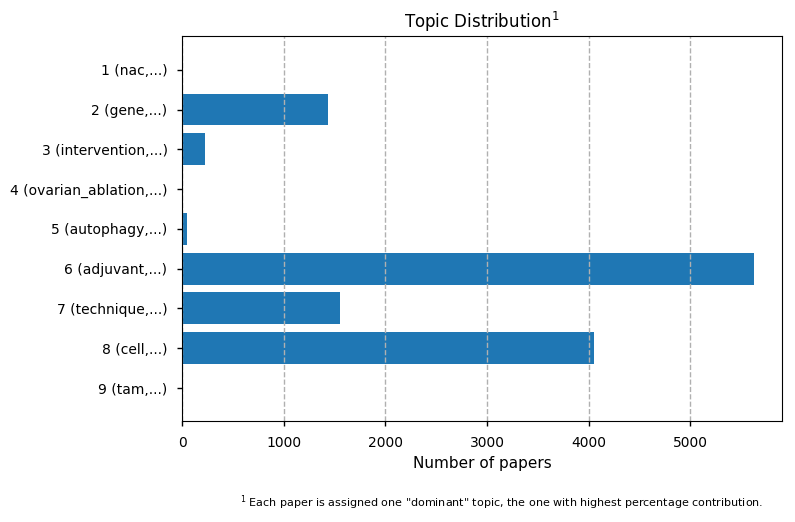 Topic Distribution¹
1 (nac,...)
2 (gene,...)
3 (intervention,...)
4 (ovarian_ablation,...)
5 (autophagy,...)
6 (adjuvant,...)
7 (technique,...)
8 (cell,...)
9 (tam,...)
0 1000 2000 3000 4000 5000
Number of papers
¹ Each paper is assigned one "dominant" topic, the one with highest percentage contribution.